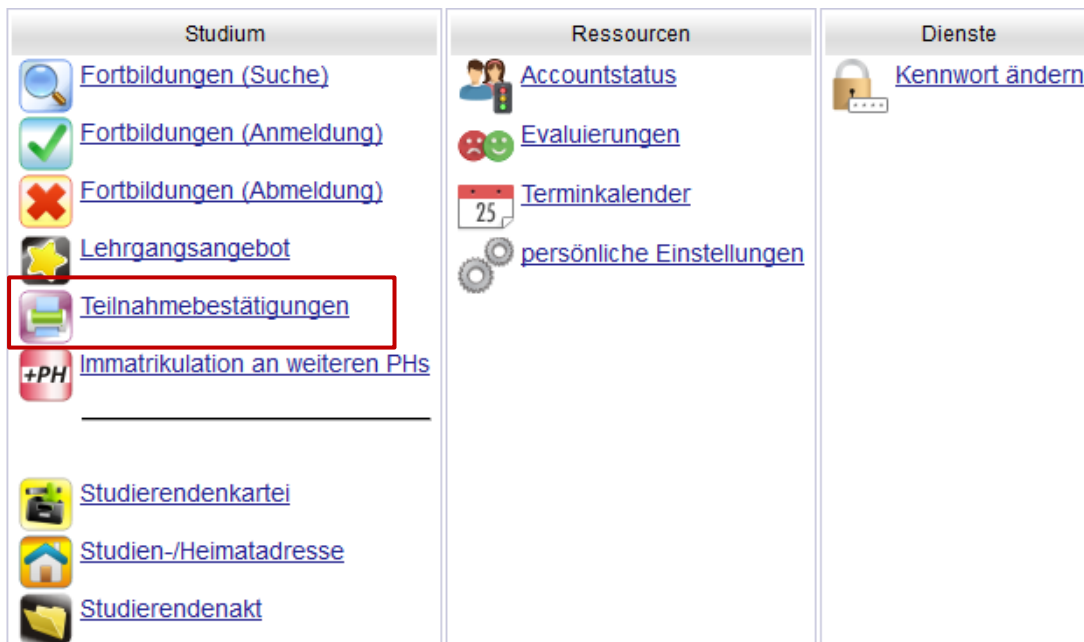 Studium
Fortbildungen (Suche)
Fortbildungen (Anmeldung)
Fortbildungen (Abmeldung)
Lehrgangsangebot
Teilnahmebestätigungen
+PH
Immatrikulation an weiteren PHs
Studierendenkartei
Studien-/Heimatadresse
Studierendenakt
Ressourcen
Accountstatus
Evaluierungen
25
Terminkalender
persönliche Einstellungen
Dienste
Kennwort ändern